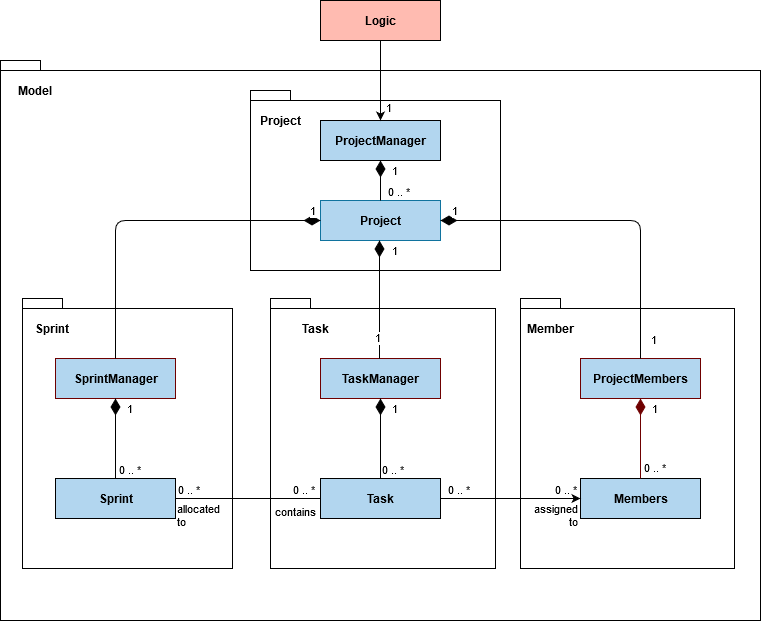 Logic
Model
1
Project
ProjectManager
1
0 .. *
1
Project
1
1
Sprint
Task
1
Member
1
SprintManager
TaskManager
ProjectMembers
1
1
1
0 .. *
0 .. *
0 .. *
Sprint
0 .. *
0 .. *
Task
0 .. *
0 .. *
Members
allocated
to
contains
assigned
to